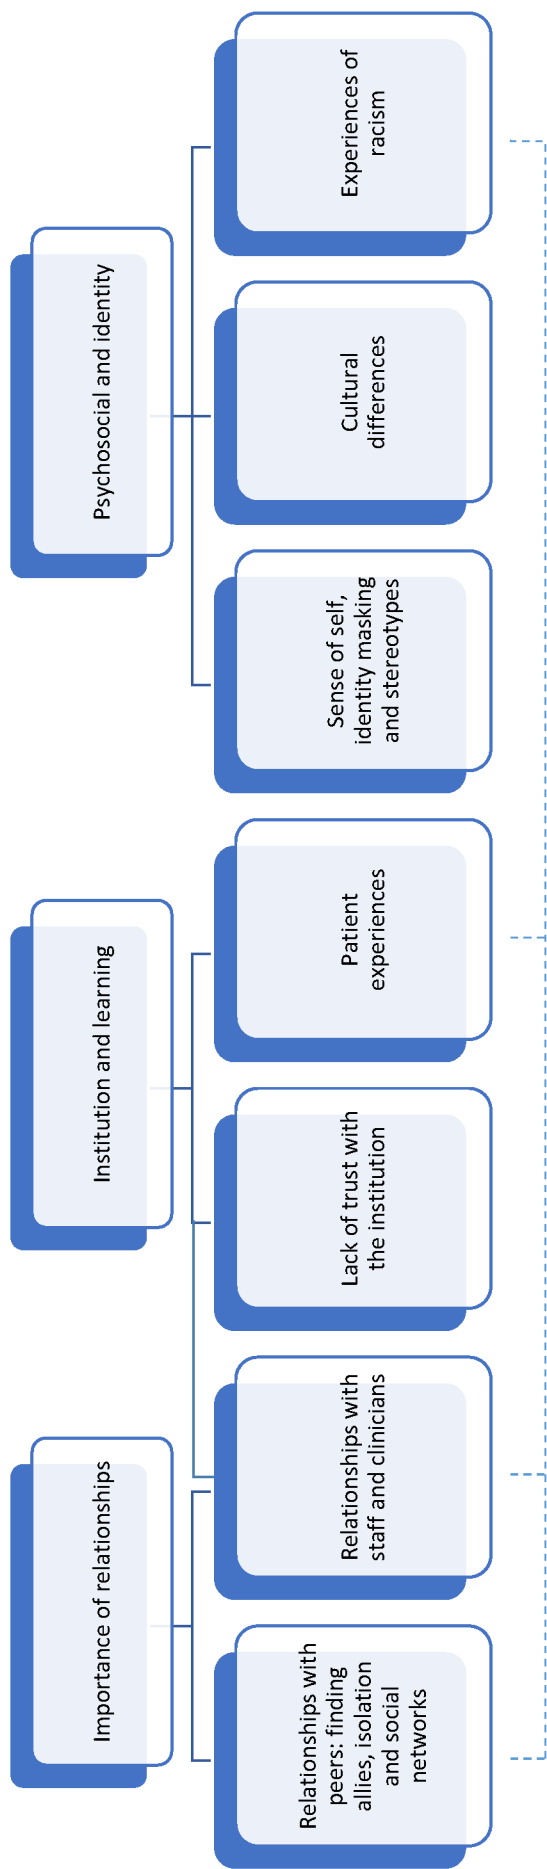 Importance of relationships
Institution and learning
Psychosocial and identity
Relationships with
peers: finding
allies, isolation
and social
networks
Relationships with
staff and clinicians
Lack of trust with
the institution
Patient
experiences
Sense of self,
identity masking
and stereotypes
Cultural
differences
Experiences of
racism